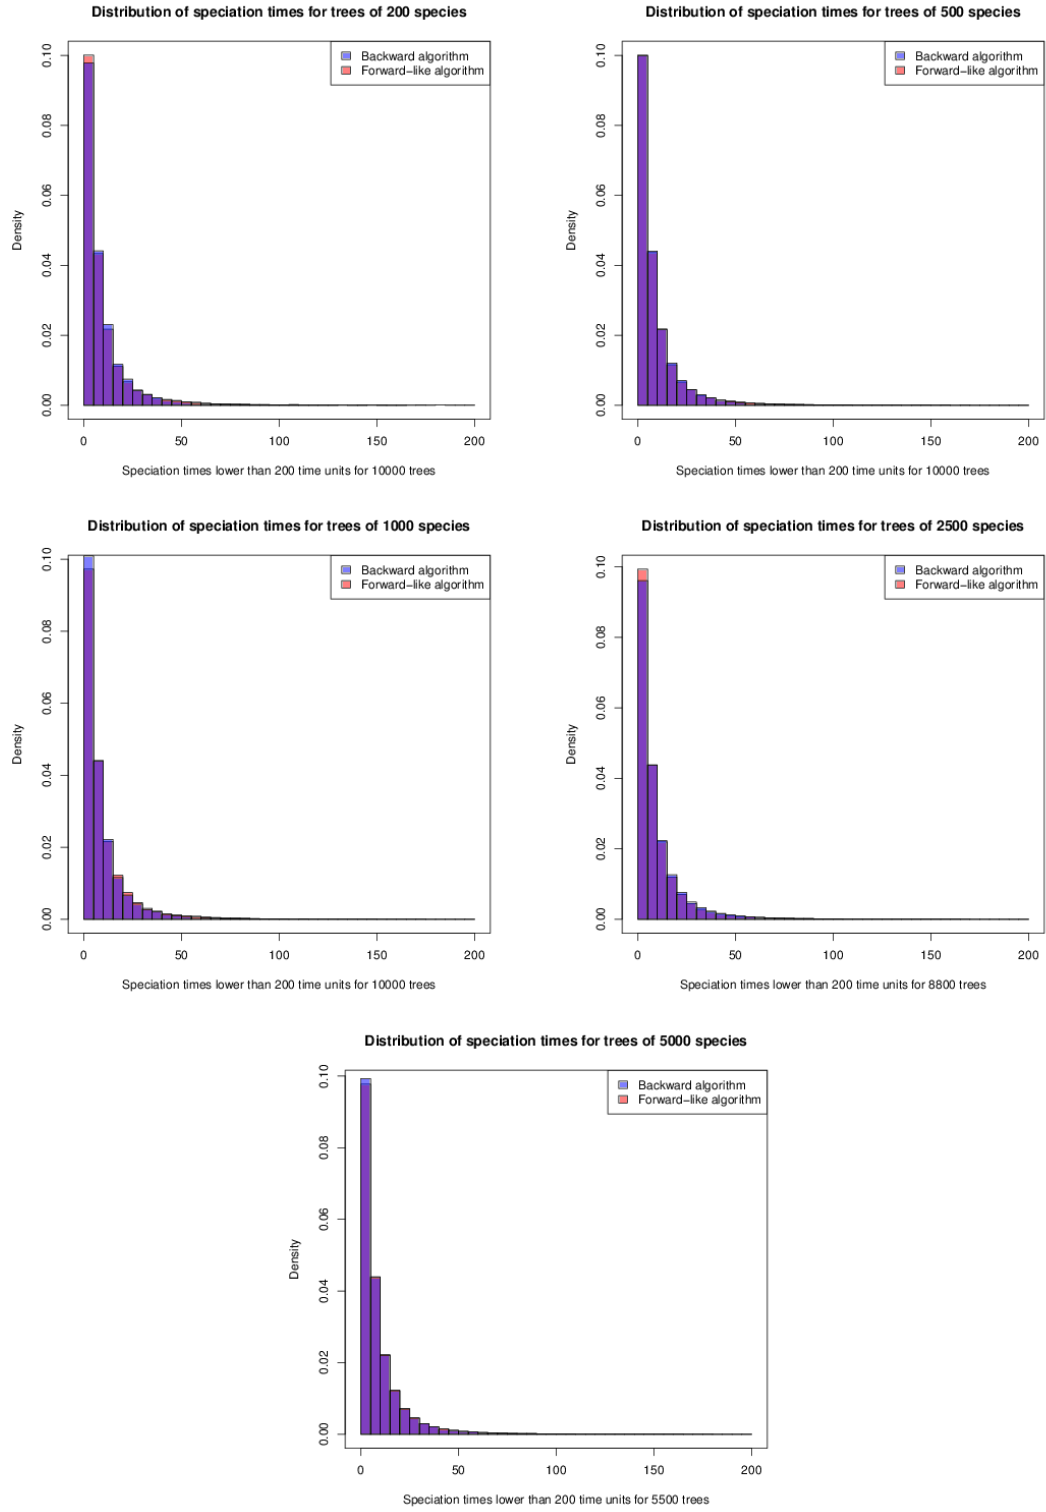 Distribution of speciation times for trees of 200 species
Backward algorithm
Forward−like algorithm
Density
0.00 0.02 0.04 0.06 0.08 0.10
0 50 100 150 200
Speciation times lower than 200 time units for 10000 trees
Distribution of speciation times for trees of 500 species
Backward algorithm
Forward−like algorithm
Density
0.00 0.02 0.04 0.06 0.08 0.10
0 50 100 150 200
Speciation times lower than 200 time units for 10000 trees
Distribution of speciation times for trees of 1000 species
Backward algorithm
Forward−like algorithm
Density
0.00 0.02 0.04 0.06 0.08 0.10
0 50 100 150 200
Speciation times lower than 200 time units for 10000 trees
Distribution of speciation times for trees of 2500 species
Backward algorithm
Forward−like algorithm
Density
0.00 0.02 0.04 0.06 0.08 0.10
0 50 100 150 200
Speciation times lower than 200 time units for 8800 trees
Distribution of speciation times for trees of 5000 species
Backward algorithm
Forward−like algorithm
Density
0.00 0.02 0.04 0.06 0.08 0.10
0 50 100 150 200
Speciation times lower than 200 time units for 5500 trees